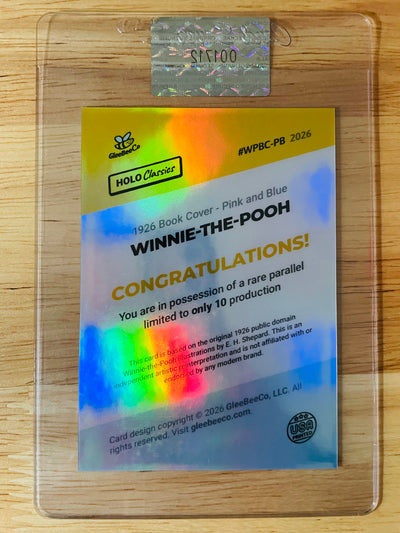 001712
GleeBeeCo
#WPBC-PB 2026
HOLO Classics
1926 Book Cover - Pink and Blue
WINNIE-THE-POOH
CONGRATULATIONS!
You are in possession of a rare parallel
limited to only 10 production
This card is based on the original 1926 public domain
Winnie-the-Pooh illustrations by E. H. Shepard. This is an
independent artistic interpretation and is not affiliated with or
endorsed by any modern brand.
Card design copyright © 2026 GleeBeeCo, LLC. All
rights reserved. Visit gleebeeco.com.
USA
PRINTED